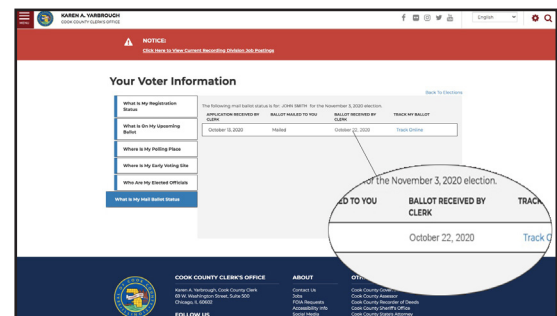 MENU
KAREN A. YARBROUGH
COOK COUNTY CLERK'S OFFICE
English
NOTICE:
Click Here to View Current Recording Division Job Postings
Your Voter Information
Back To Elections
What Is My Registration Status
What Is On My Upcoming Ballot
Where Is My Polling Place
Where Is My Early Voting Site
Who Are My Elected Officials
What Is My Mail Ballot Status
The following mail ballot status is for: JOHN SMITH for the November 3, 2020 election.
APPLICATION RECEIVED BY CLERK
BALLOT MAILED TO YOU
BALLOT RECEIVED BY CLERK
TRACK MY BALLOT
October 13, 2020
Mailed
October 22, 2020
Track Online
for the November 3, 2020 election.
ED TO YOU
BALLOT RECEIVED BY CLERK
TRACK
October 22, 2020
Track O
COOK COUNTY CLERK'S OFFICE
Karen A. Yarbrough, Cook County Clerk
69 W. Washington Street, Suite 500
Chicago, IL 60602
FOLLOW US
ABOUT
Contact Us
Jobs
FOIA Requests
Accessibility Info
Social Media
Cook County Assessor
Cook County Recorder of Deeds
Cook County Sheriff's Office
Cook County State's Attorney